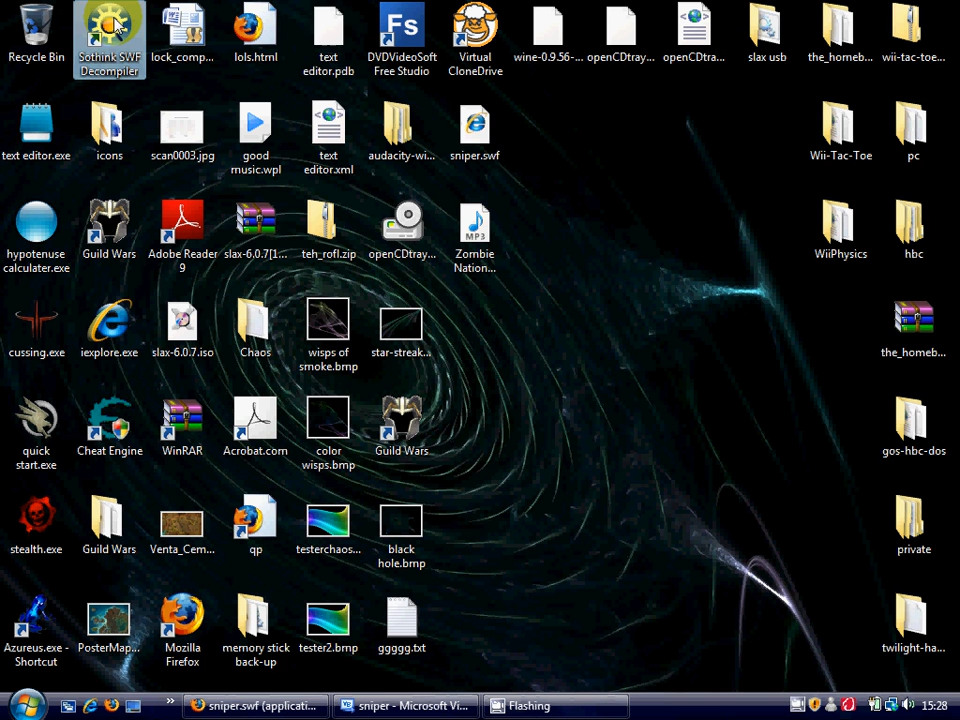 Recycle Bin
Sothink SWF
Decompiler
lock_comp...
lols.html
text
editor.pdb
DVDVideoSoft
Free Studio
Virtual
CloneDrive
wine-0.9.56-...
openCDtray...
openCDtra...
slax usb
the_homeb...
wii-tac-toe...
text editor.exe
icons
scan0003.jpg
good
music.wpl
text
editor.xml
audacity-wi...
sniper.swf
Wii-Tac-Toe
pc
hypotenuse
calculater.exe
Guild Wars
Adobe Reader
9
slax-6.0.7[1...
teh_rofl.zip
openCDtray...
Zombie
Nation...
WiiPhysics
hbc
cussing.exe
iexplore.exe
slax-6.0.7.iso
Chaos
wisps of
smoke.bmp
star-streak...
the_homeb...
quick
start.exe
Cheat Engine
WinRAR
Acrobat.com
color
wisps.bmp
Guild Wars
gos-hbc-dos
stealth.exe
Guild Wars
Venta_Cem...
qp
testerchaos...
black
hole.bmp
private
Azureus.exe -
Shortcut
PosterMap...
Mozilla
Firefox
memory stick
back-up
tester2.bmp
ggggg.txt
twilight-ha...
sniper.swf (applicati...
sniper - Microsoft Vi...
Flashing
15:28
Fs
MP3